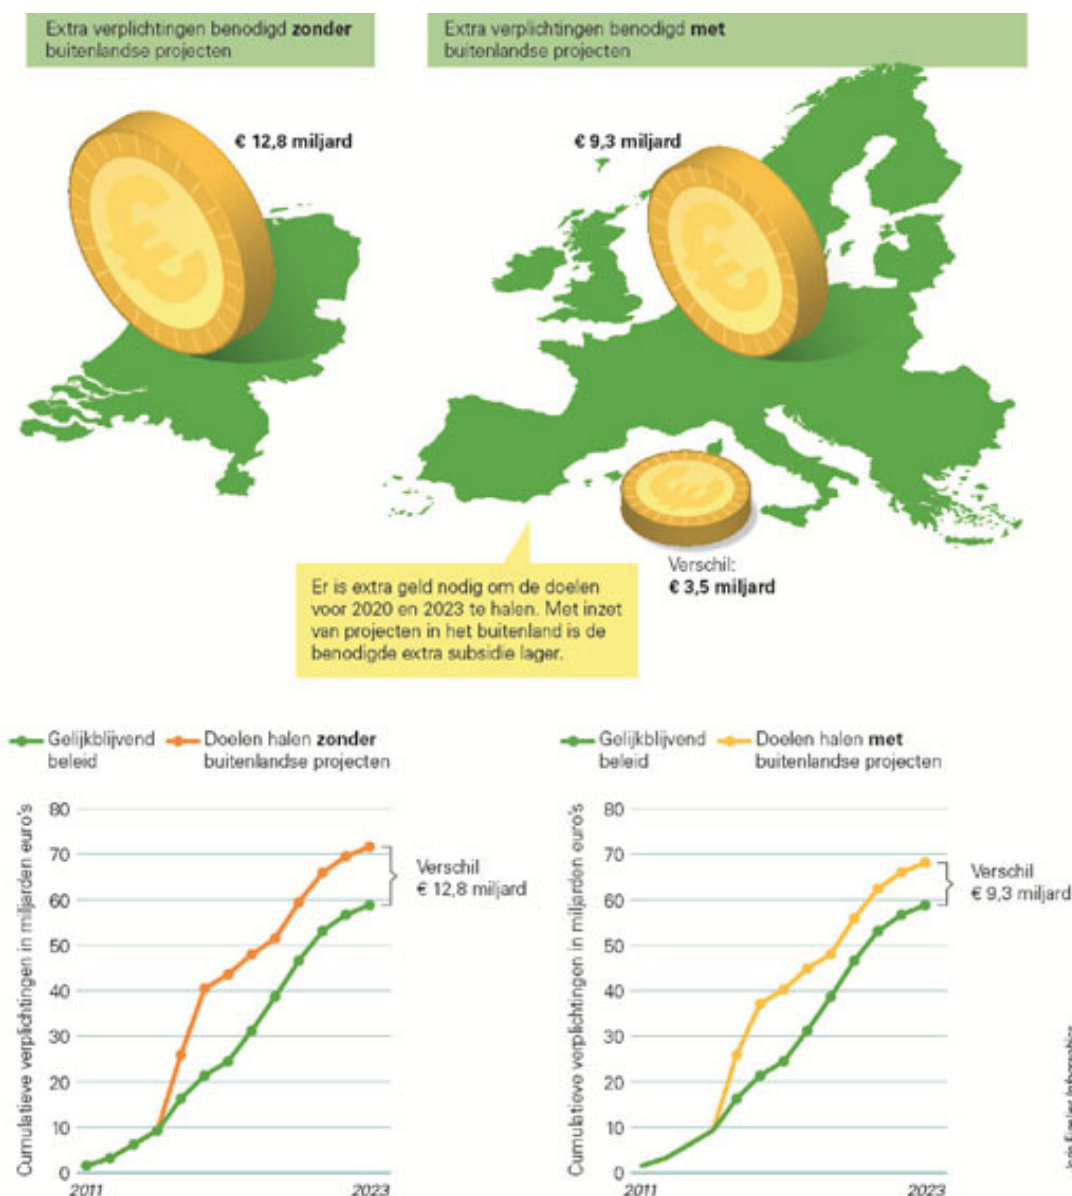 Extra verplichtingen benodigd zonder
buitenlandse projecten
Extra verplichtingen benodigd met
buitenlandse projecten
€ 12,8 miljard
€ 9,3 miljard
Verschil:
€ 3,5 miljard
Er is extra geld nodig om de doelen
voor 2020 en 2023 te halen. Met inzet
van projecten in het buitenland is de
benodigde extra subsidie lager.
Gelijkblijvend
beleid
Doelen halen zonder
buitenlandse projecten
Cumulatieve verplichtingen in miljarden euro's
80
70
60
50
40
30
20
10
0
2011
2023
Verschil
€ 12,8 miljard
Gelijkblijvend
beleid
Doelen halen met
buitenlandse projecten
Cumulatieve verplichtingen in miljarden euro's
80
70
60
50
40
30
20
10
0
2011
2023
Verschil
€ 9,3 miljard